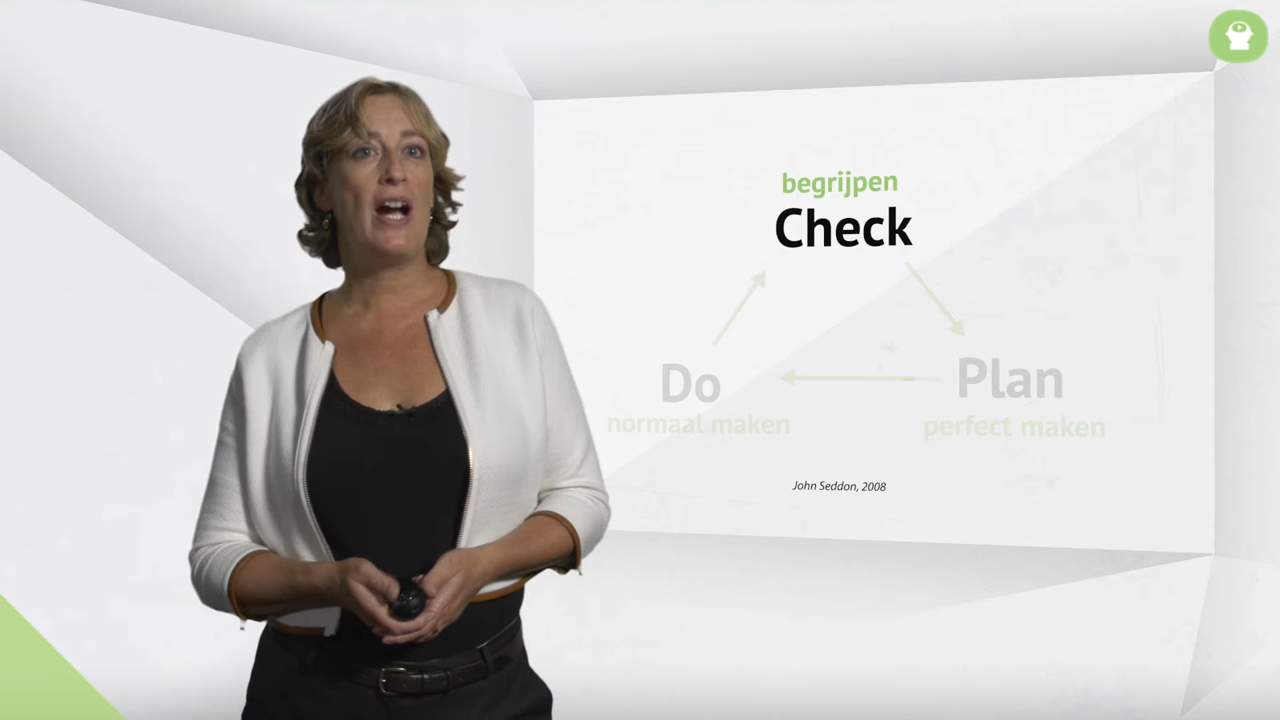 begrijpen
Check
Do
Plan
normaal maken
perfect maken
John Seddon, 2008